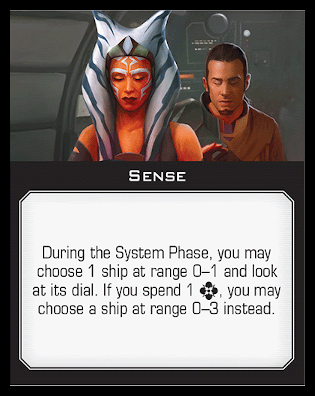 Sense
During the System Phase, you may
choose 1 ship at range 0–1 and look
at its dial. If you spend 1 , you may
choose a ship at range 0–3 instead.